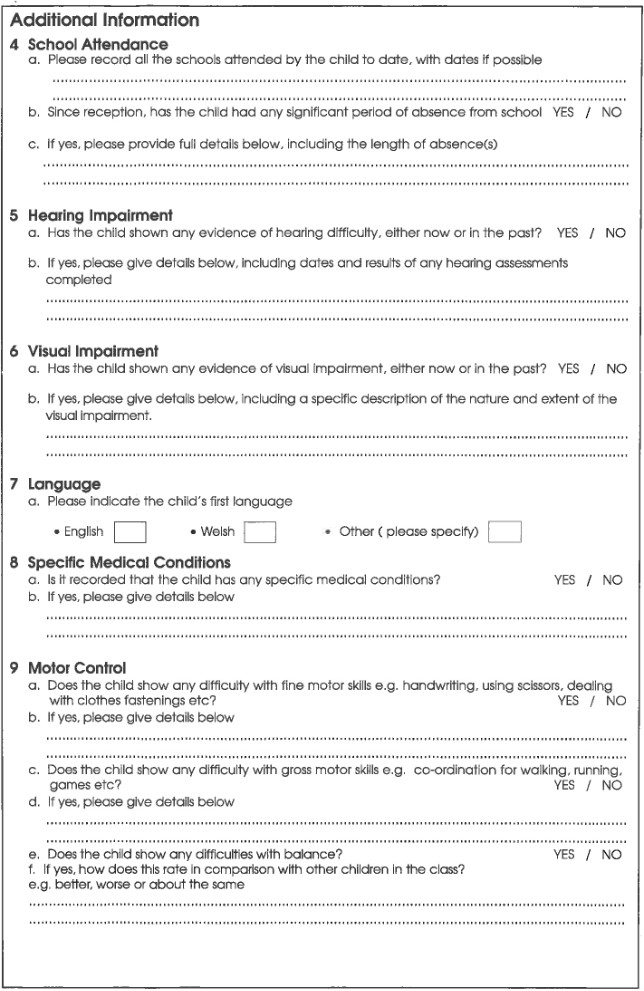 Additional Information
4 School Attendance
a. Please record all the schools attended by the child to date, with dates if possible
b. Since reception, has the child had any significant period of absence from school YES / NO
c. If yes, please provide full details below, including the length of absence(s)
5 Hearing Impairment
a. Has the child shown any evidence of hearing difficulty, either now or in the past? YES / NO
b. If yes, please give details below, including dates and results of any hearing assessments
completed
6 Visual Impairment
a. Has the child shown any evidence of visual impairment, either now or in the past? YES / NO
b. If yes, please give details below, including a specific description of the nature and extent of the
visual impairment.
7 Language
a. Please indicate the child's first language
• English • Welsh • Other ( please specify)
8 Specific Medical Conditions
a. Is it recorded that the child has any specific medical conditions? YES / NO
b. If yes, please give details below
9 Motor Control
a. Does the child show any difficulty with fine motor skills e.g. handwriting, using scissors, dealing
with clothes fastenings etc? YES / NO
b. If yes, please give details below
c. Does the child show any difficulty with gross motor skills e.g. co-ordination for walking, running,
games etc? YES / NO
d. If yes, please give details below
e. Does the child show any difficulties with balance? YES / NO
f. If yes, how does this rate in comparison with other children in the class?
e.g. better, worse or about the same